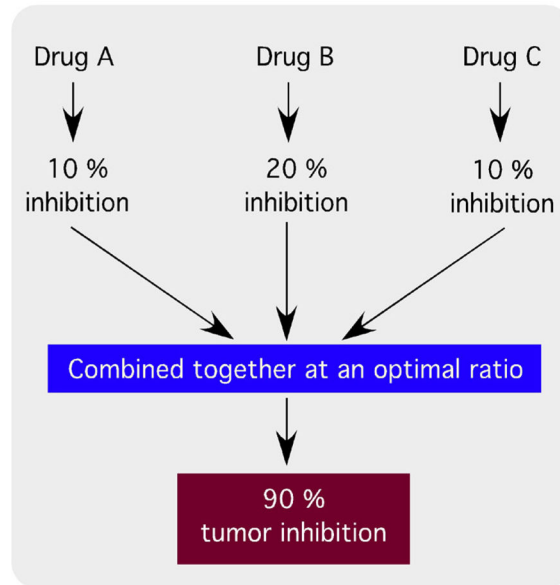 Drug A
Drug B
Drug C
10 %
inhibition
20 %
inhibition
10 %
inhibition
Combined together at an optimal ratio
90 %
tumor inhibition